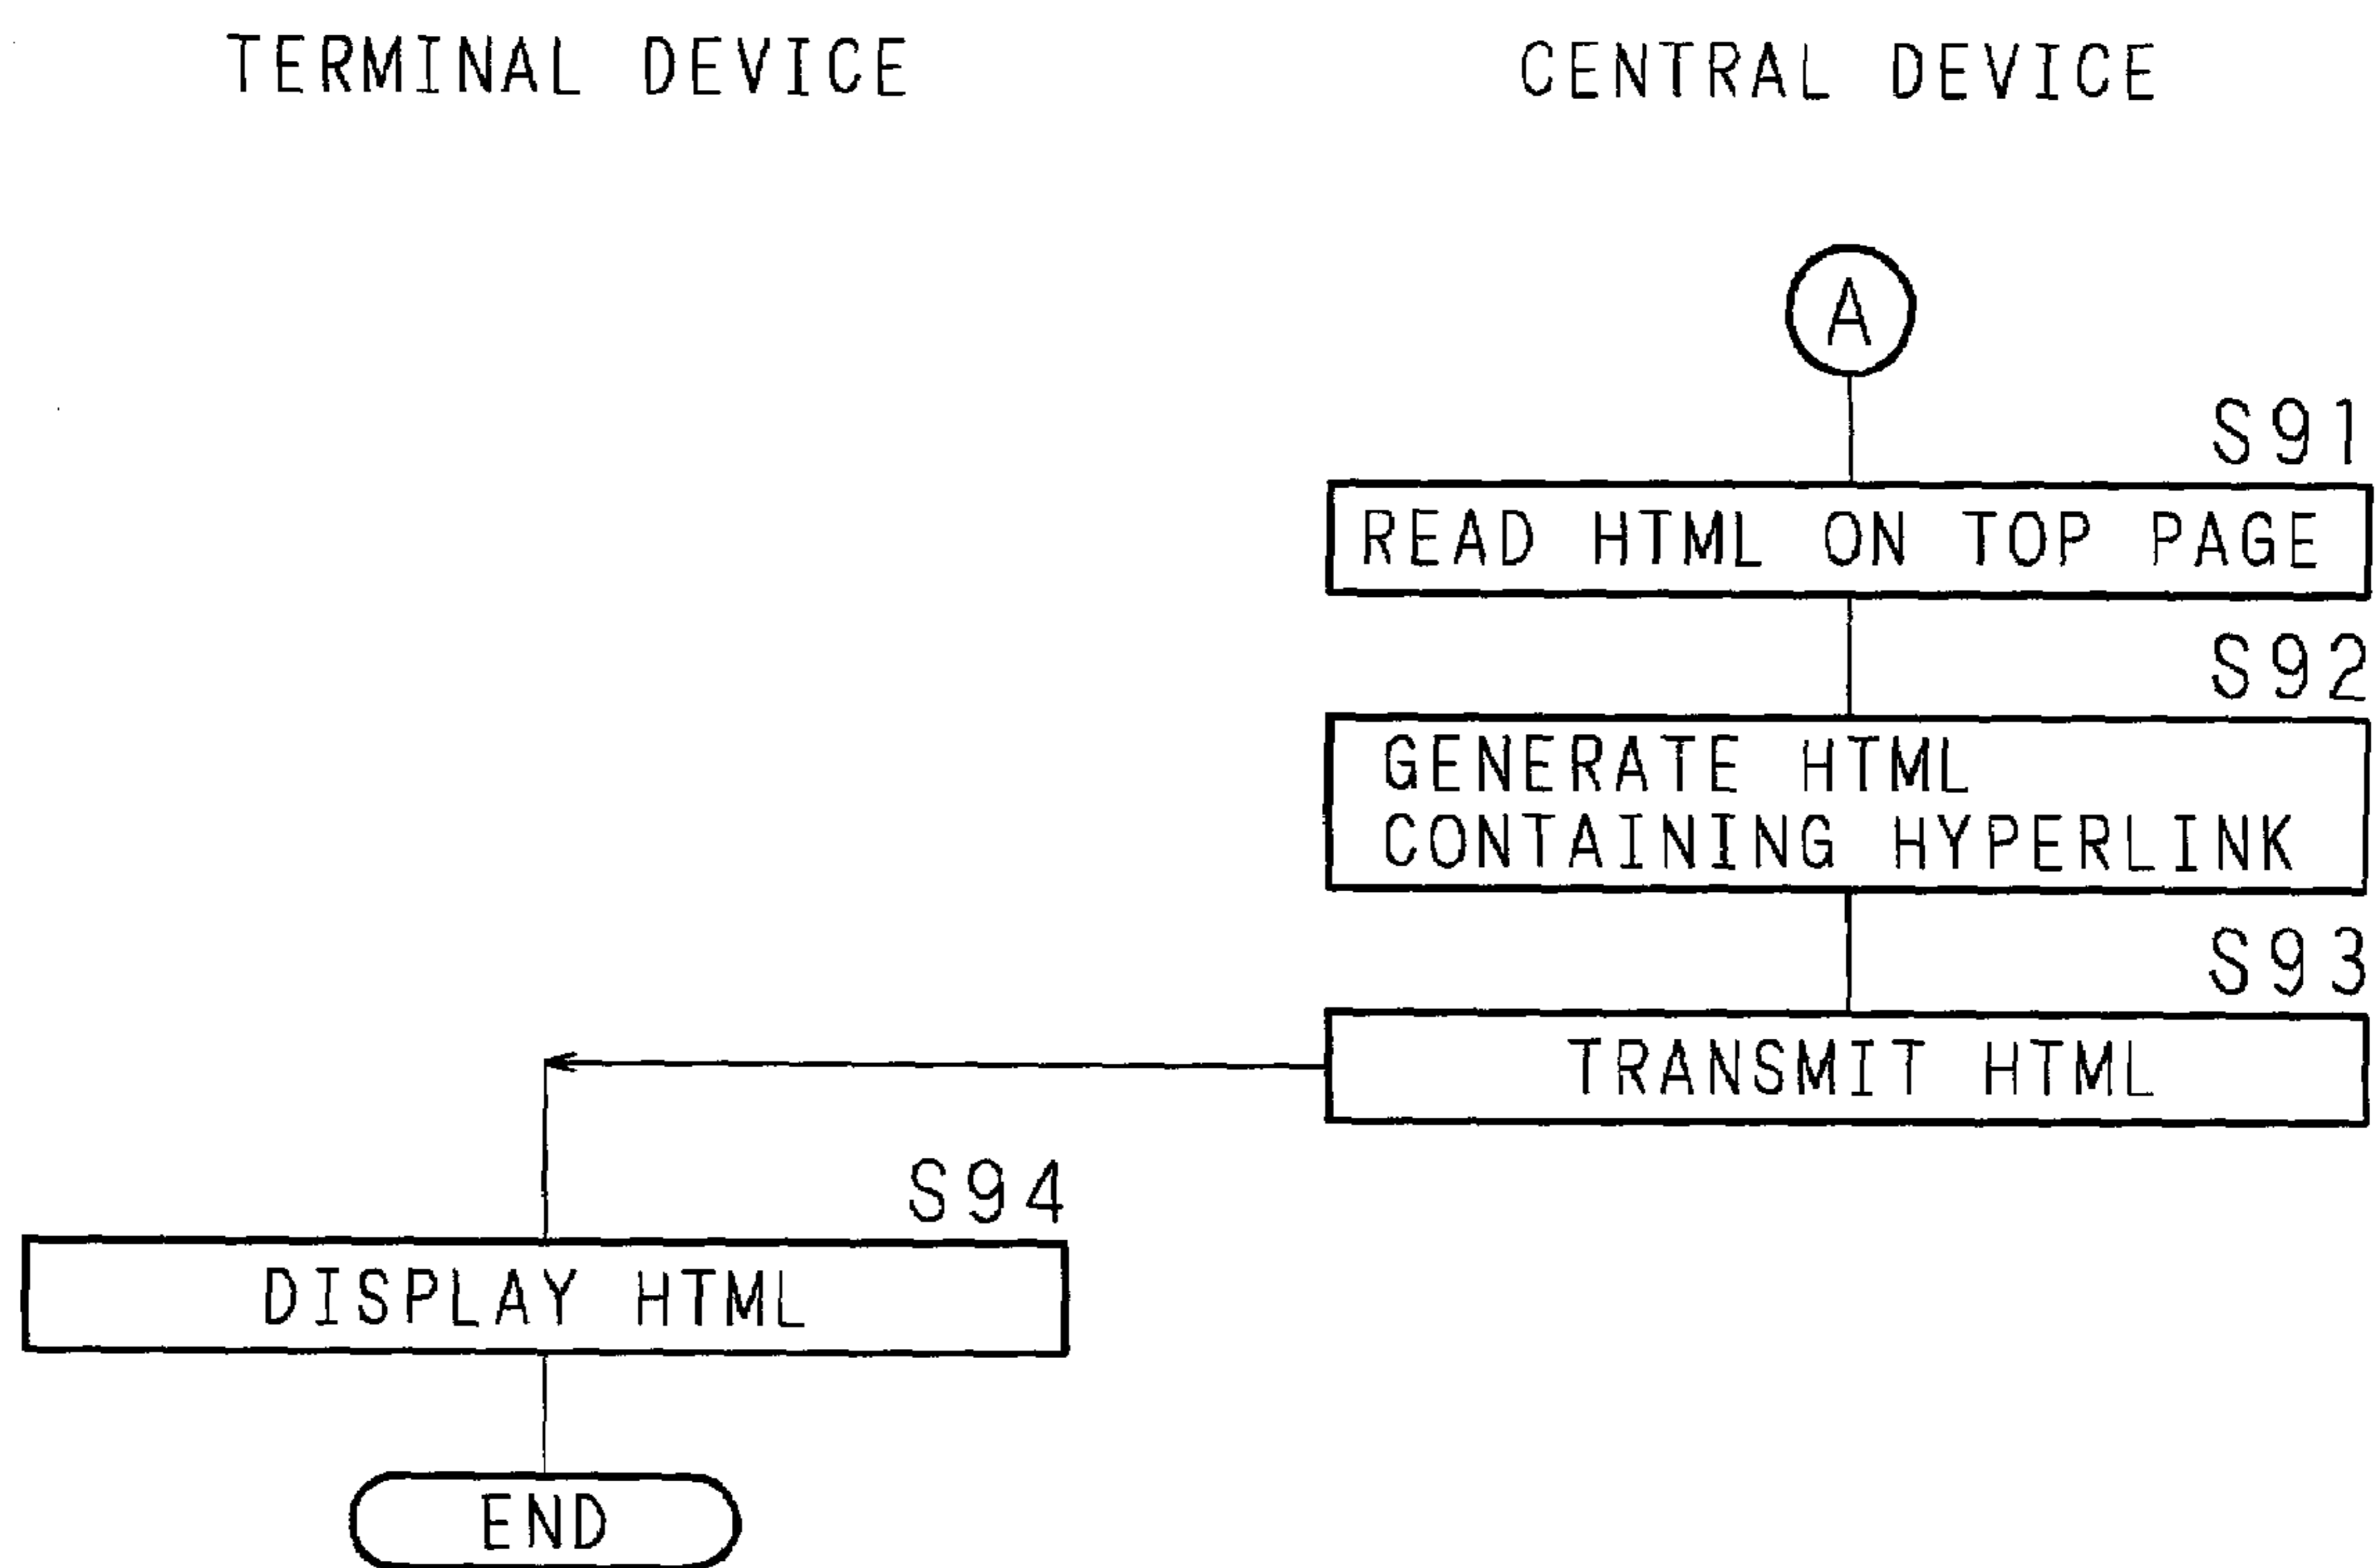 TERMINAL DEVICE
CENTRAL DEVICE
A
S91
READ HTML ON TOP PAGE
S92
GENERATE HTML
CONTAINING HYPERLINK
S93
TRANSMIT HTML
S94
DISPLAY HTML
END